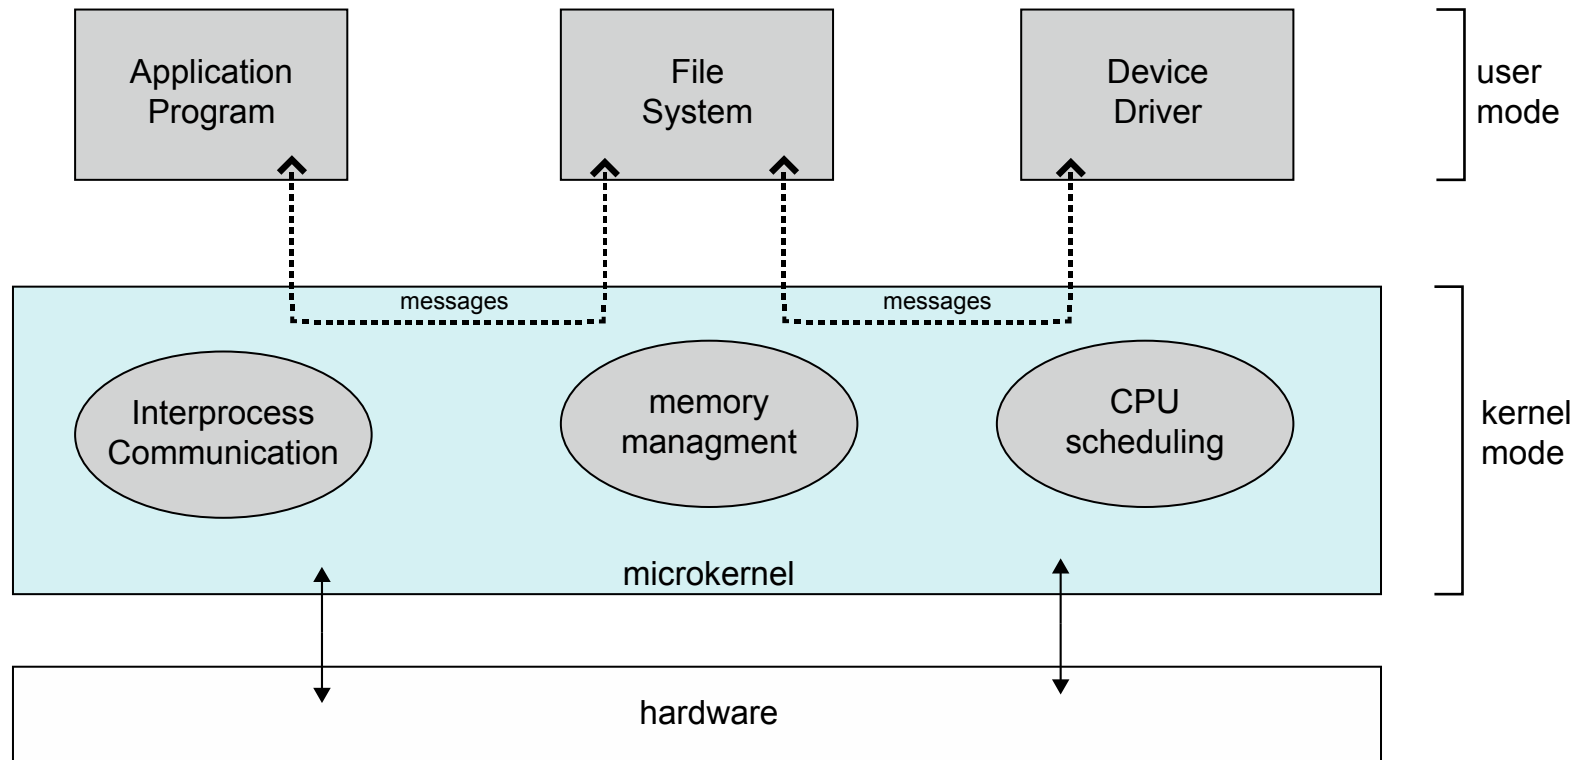 Application
Program
File
System
Device
Driver
user
mode
messages
messages
Interprocess
Communication
memory
managment
CPU
scheduling
kernel
mode
microkernel
hardware